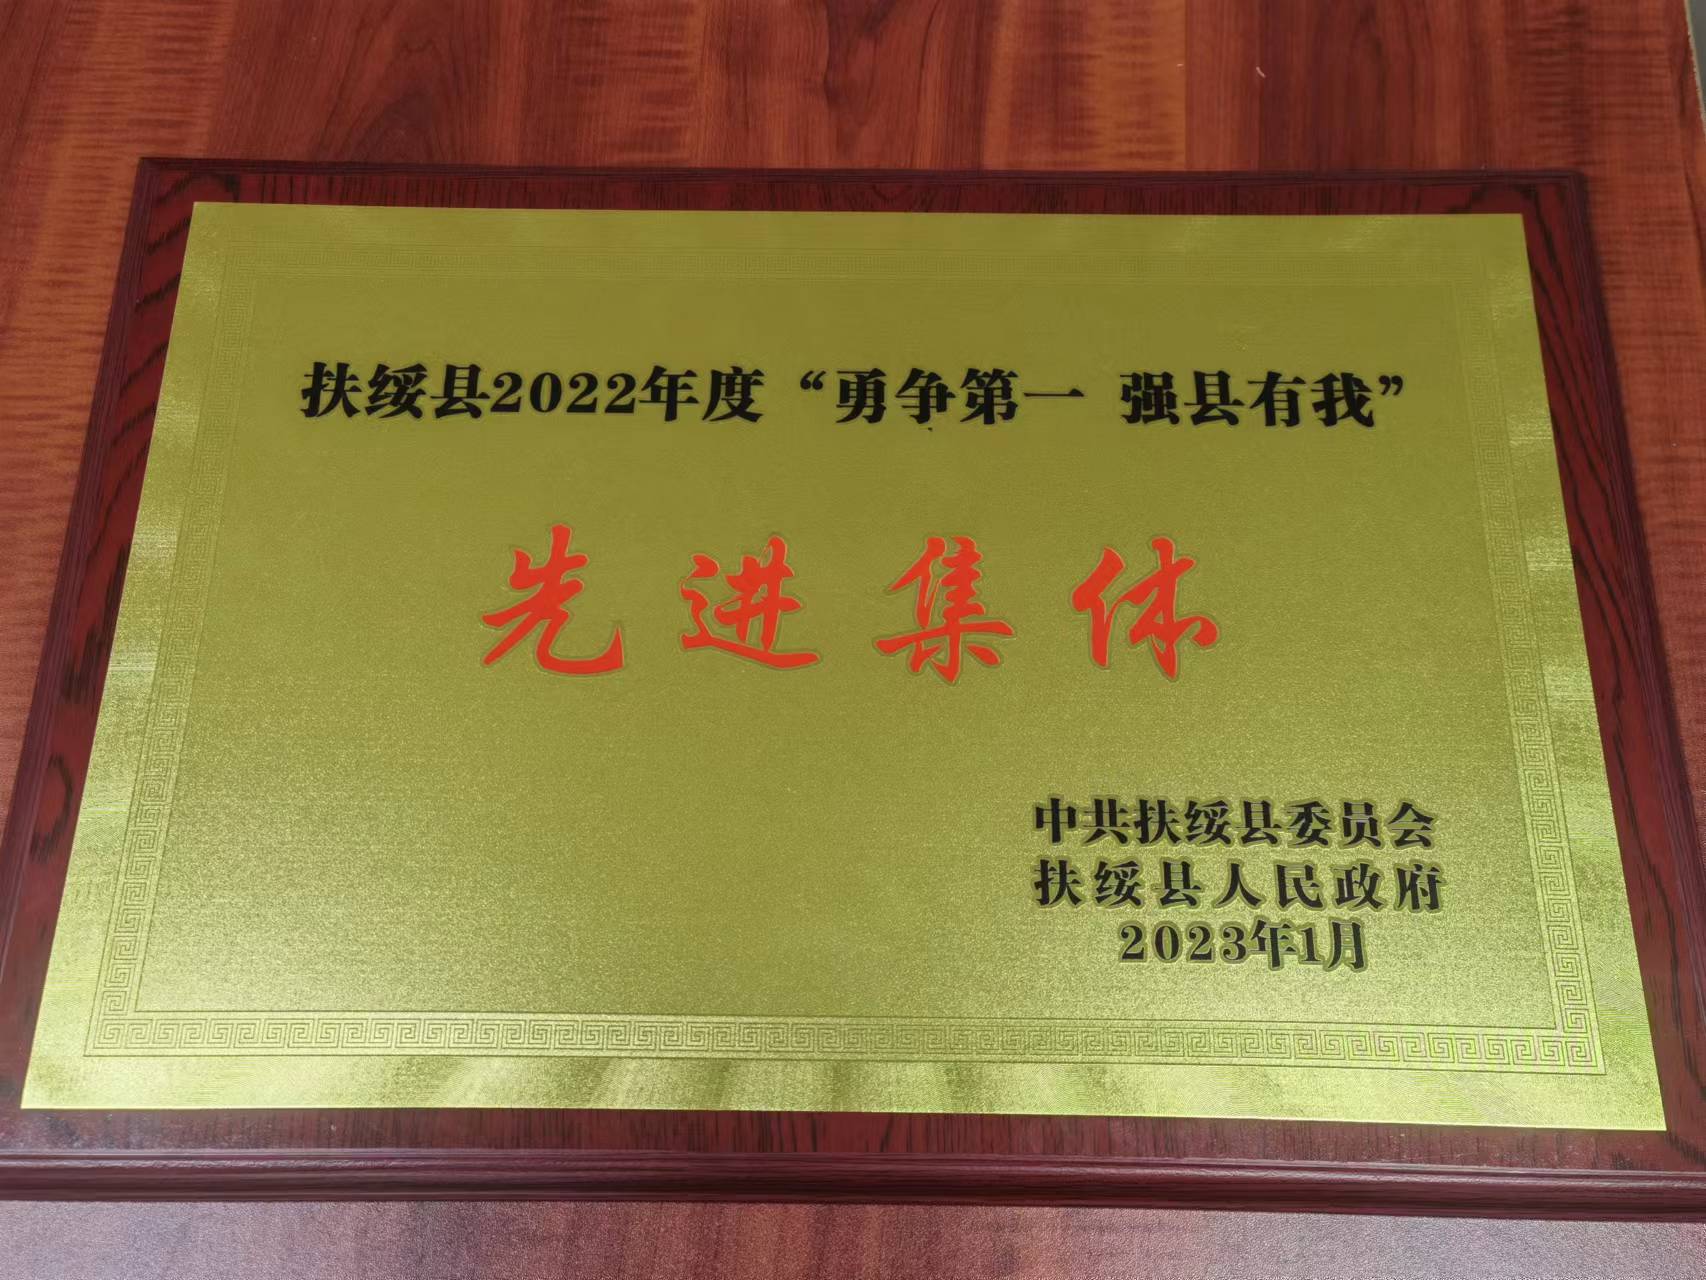 扶绥县2022年度“勇争第一 强县有我”
先进集体
中共扶绥县委员会
扶绥县人民政府
2023年1月